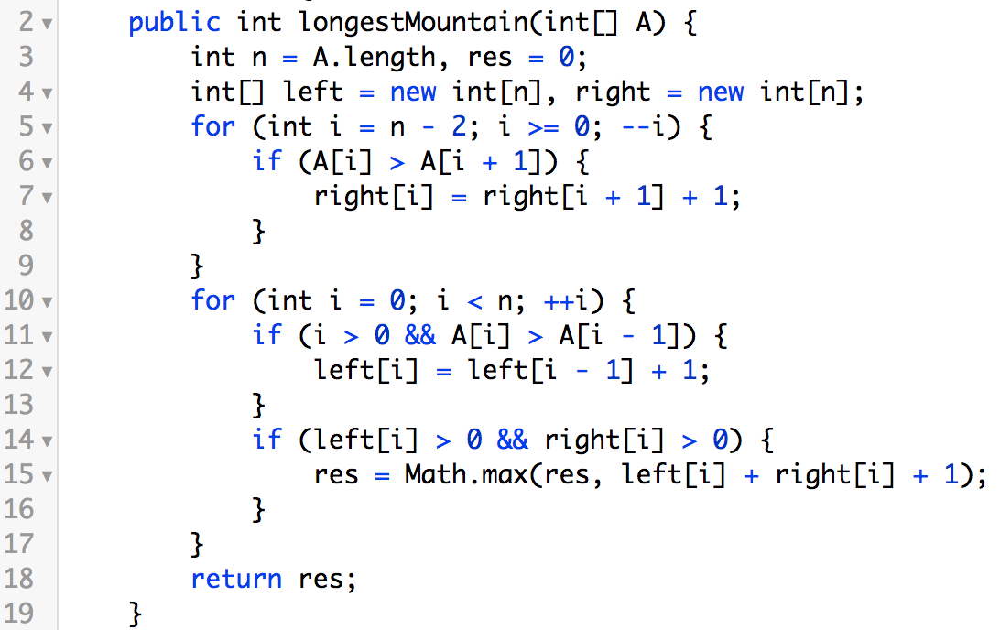 2 ▼ public int longestMountain(int[] A) {
3 int n = A.length, res = 0;
4 ▼ int[] left = new int[n], right = new int[n];
5 ▼ for (int i = n - 2; i >= 0; --i) {
6 ▼ if (A[i] > A[i + 1]) {
7 ▼ right[i] = right[i + 1] + 1;
8 }
9 }
10 ▼ for (int i = 0; i < n; ++i) {
11 ▼ if (i > 0 && A[i] > A[i - 1]) {
12 ▼ left[i] = left[i - 1] + 1;
13 }
14 ▼ if (left[i] > 0 && right[i] > 0) {
15 ▼ res = Math.max(res, left[i] + right[i] + 1);
16 }
17 }
18 return res;
19 }